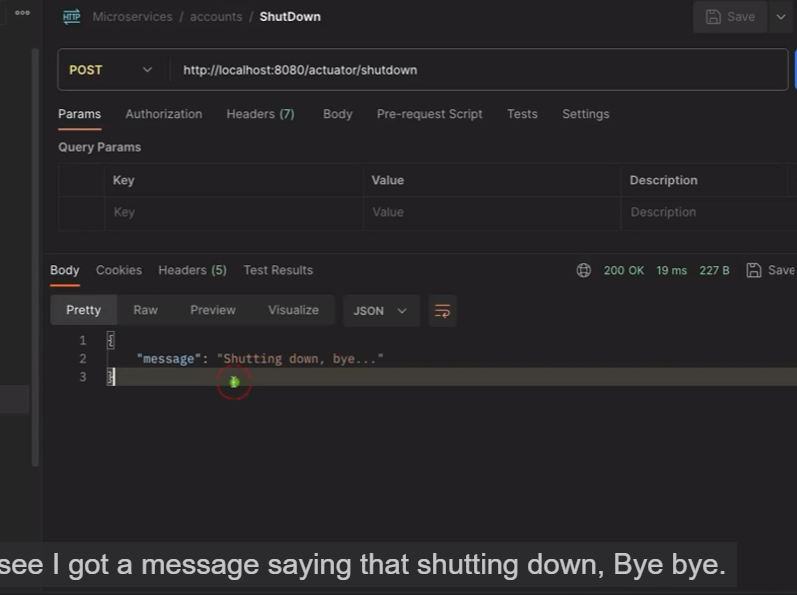 HTTP Microservices / accounts / ShutDown
Save
POST
http://localhost:8080/actuator/shutdown
Params Authorization Headers (7) Body Pre-request Script Tests Settings
Query Params
Key Value Description
Key Value Description
Body Cookies Headers (5) Test Results
200 OK 19 ms 227 B Save
Pretty Raw Preview Visualize JSON
1 {
2 "message": "Shutting down, bye..."
3 }
see I got a message saying that shutting down, Bye bye.